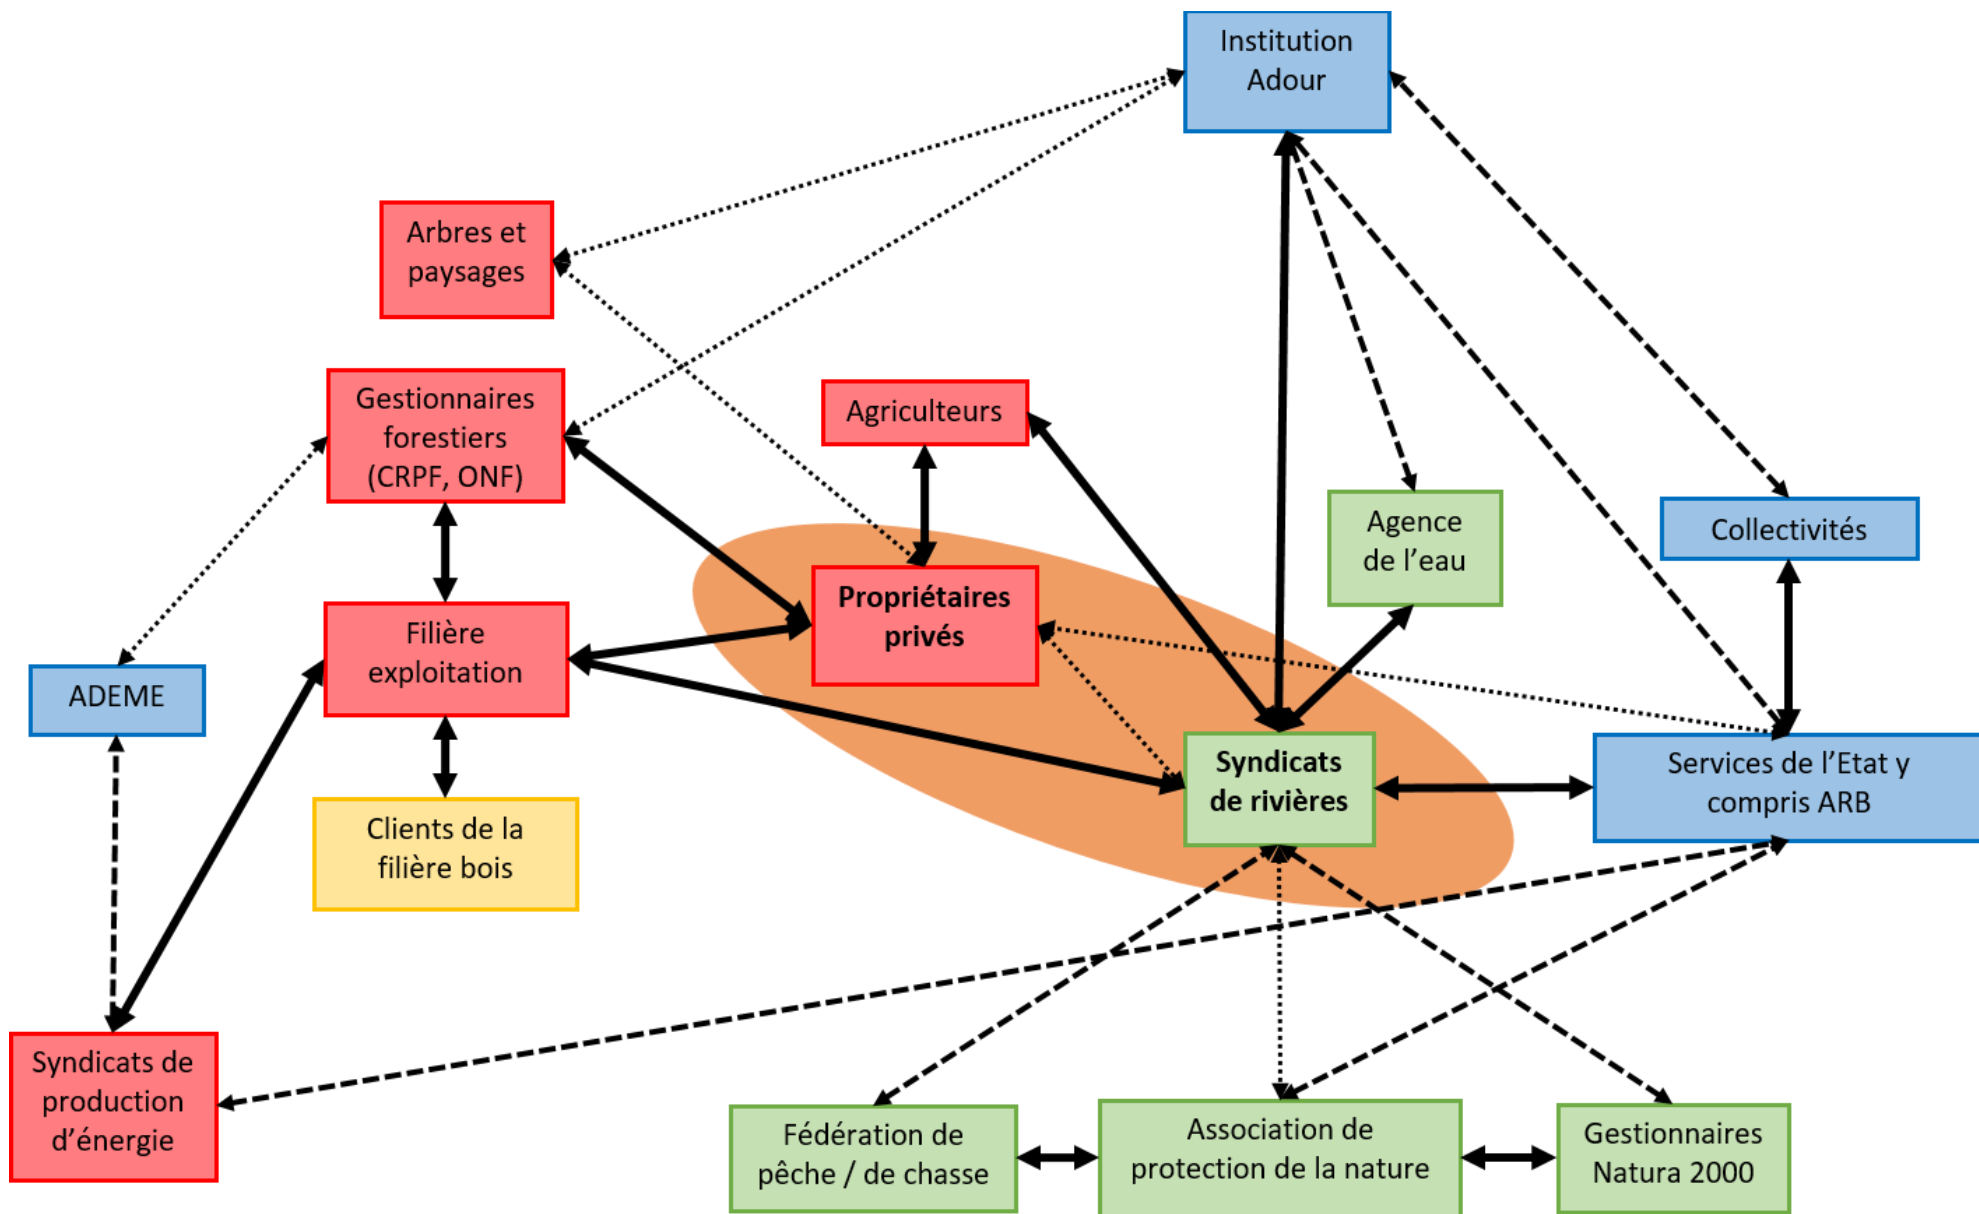 Institution
Adour
Arbres et
paysages
Gestionnaires
forestiers
(CRPF, ONF)
Agriculteurs
Agence
de l’eau
Collectivités
Propriétaires
privés
Filière
exploitation
ADEME
Syndicats
de rivières
Services de l’Etat y
compris ARB
Clients de la
filière bois
Syndicats de
production
d’énergie
Fédération de
pêche / de chasse
Association de
protection de la nature
Gestionnaires
Natura 2000